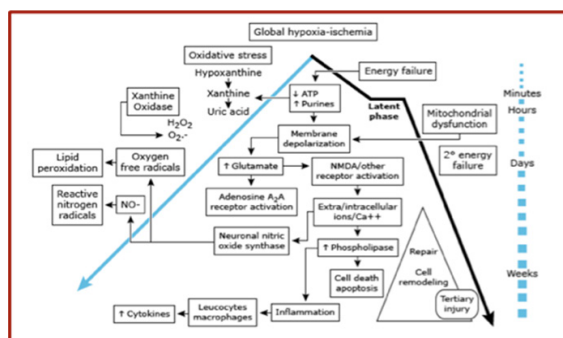 Global hypoxia-ischemia
Oxidative stress
Hypoxanthine
Xanthine
Uric acid
Energy failure
↓ ATP
↑ Purines
Latent
phase
Minutes
Hours
Xanthine
Oxidase
H₂O₂
O₂.-
Mitochondrial
dysfunction
Membrane
depolarization
Lipid
peroxidation
Oxygen
free radicals
↑ Glutamate
NMDA/other
receptor activation
2° energy
failure
Days
Reactive
nitrogen
radicals
NO-
Adenosine A₂A
receptor activation
Extra/intracellular
ions/Ca++
Neuronal nitric
oxide synthase
↑ Phospholipase
Repair
Cell
remodeling
Cell death
apoptosis
Weeks
Tertiary
injury
↑ Cytokines
Leucocytes
macrophages
Inflammation